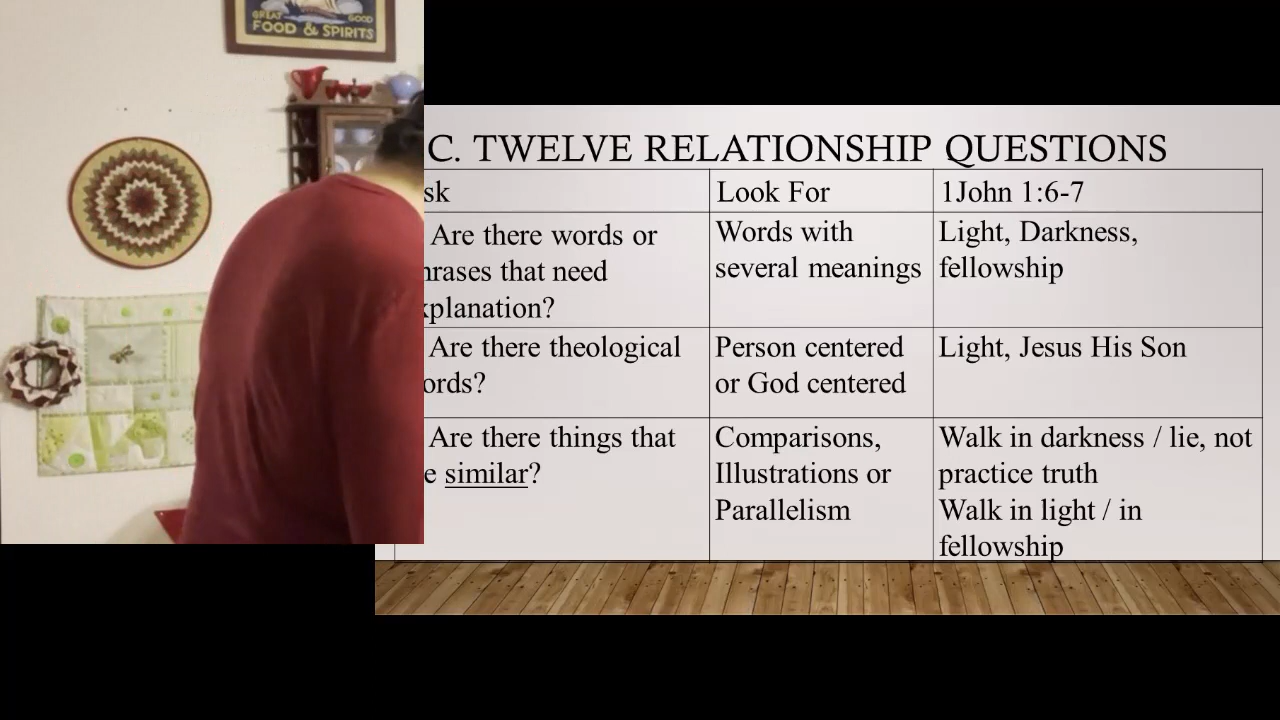 GREAT GOOD
FOOD & SPIRITS
C. TWELVE RELATIONSHIP QUESTIONS
sk
Look For
1John 1:6-7
Are there words or
hrases that need
xplanation?
Words with
several meanings
Light, Darkness,
fellowship
Are there theological
ords?
Person centered
or God centered
Light, Jesus His Son
Are there things that
e similar?
Comparisons,
Illustrations or
Parallelism
Walk in darkness / lie, not
practice truth
Walk in light / in
fellowship